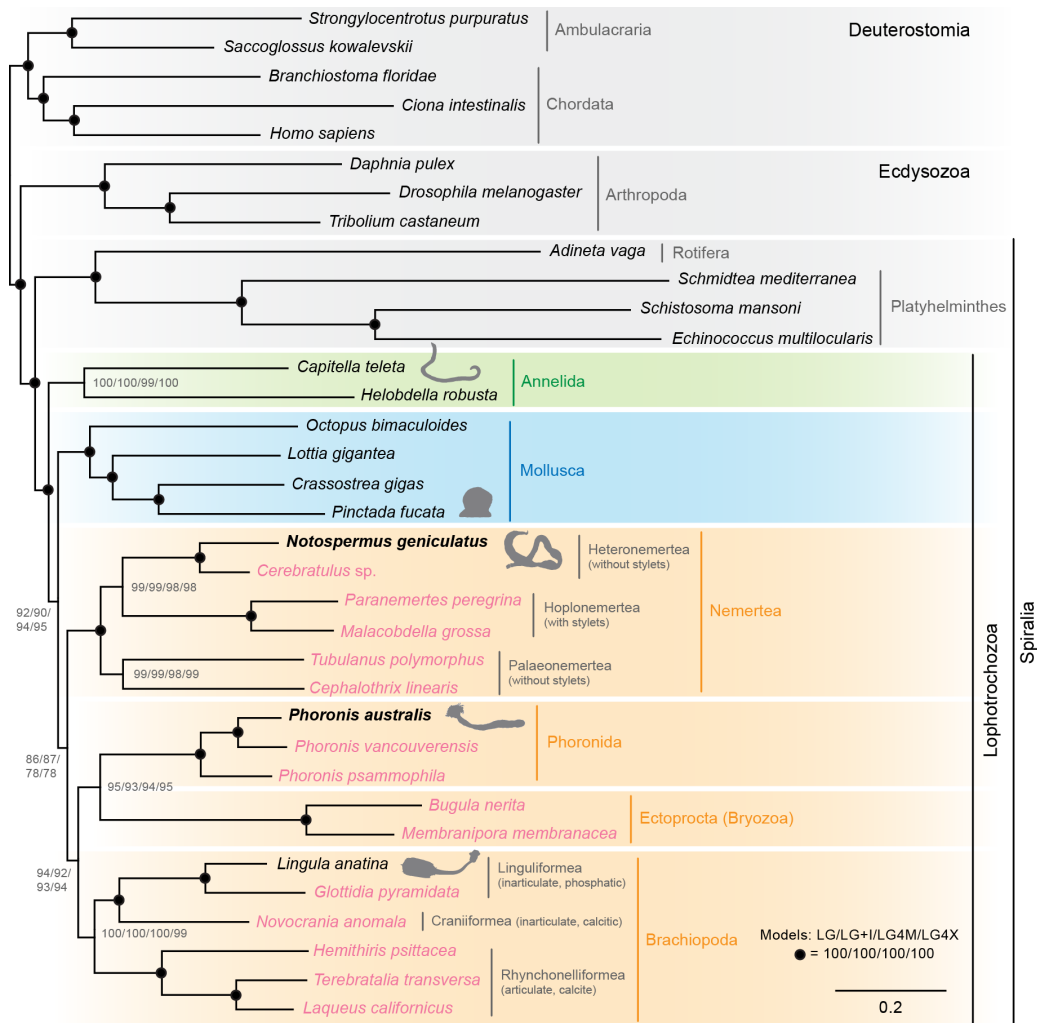 Strongylocentrotus purpuratus
Saccoglossus kowalevskii
Ambulacraria
Deuterostomia
Branchiostoma floridae
Ciona intestinalis
Homo sapiens
Chordata
Daphnia pulex
Drosophila melanogaster
Tribolium castaneum
Arthropoda
Ecdysozoa
Adineta vaga
Rotifera
Schmidtea mediterranea
Schistosoma mansoni
Echinococcus multilocularis
Platyhelminthes
Capitella teleta
100/100/99/100
Helobdella robusta
Annelida
Octopus bimaculoides
Lottia gigantea
Crassostrea gigas
Pinctada fucata
Mollusca
Notospermus geniculatus
Cerebratulus sp.
Heteronemertea
(without stylets)
99/99/98/98
Paranemertes peregrina
Malacobdella grossa
Hoplonemertea
(with stylets)
Nemertea
92/90/
94/95
Tubulanus polymorphus
99/99/98/99
Cephalothrix linearis
Palaeonemertea
(without stylets)
Phoronis australis
Phoronis vancouverensis
Phoronis psammophila
Phoronida
86/87/
78/78
95/93/94/95
Bugula nerita
Membranipora membranacea
Ectoprocta (Bryozoa)
Lingula anatina
Glottidia pyramidata
Linguliformea
(inarticulate, phosphatic)
94/92/
93/94
Novocrania anomala
Craniiformea (inarticulate, calcitic)
100/100/100/99
Hemithiris psittacea
Terebratalia transversa
Laqueus californicus
Rhynchonelliformea
(articulate, calcite)
Brachiopoda
Models: LG/LG+I/LG4M/LG4X
= 100/100/100/100
0.2
Lophotrochozoa
Spiralia